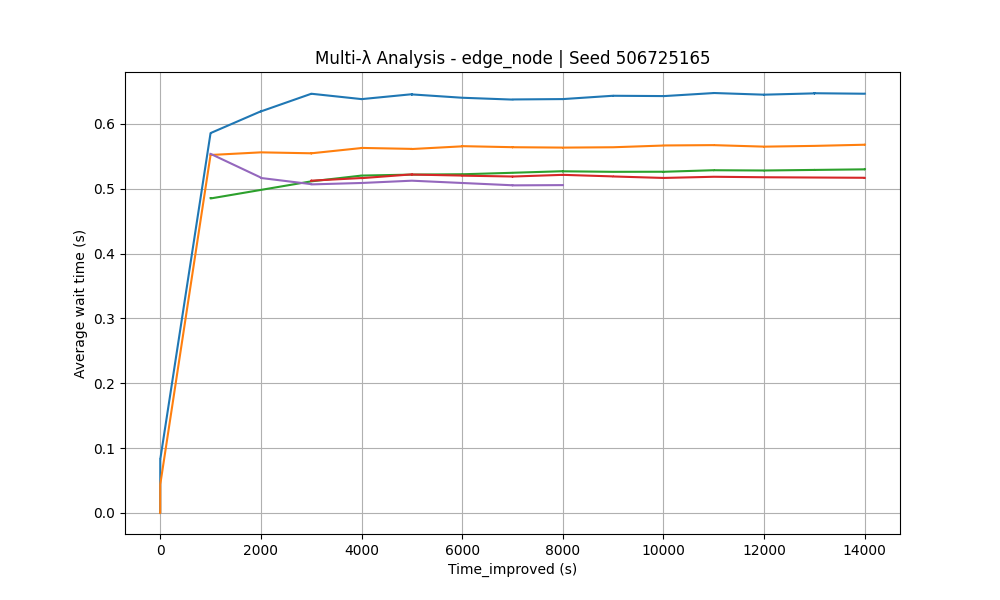 Multi-λ Analysis - edge_node | Seed 506725165
Average wait time (s)
0.6
0.5
0.4
0.3
0.2
0.1
0.0
0 2000 4000 6000 8000 10000 12000 14000
Time_improved (s)